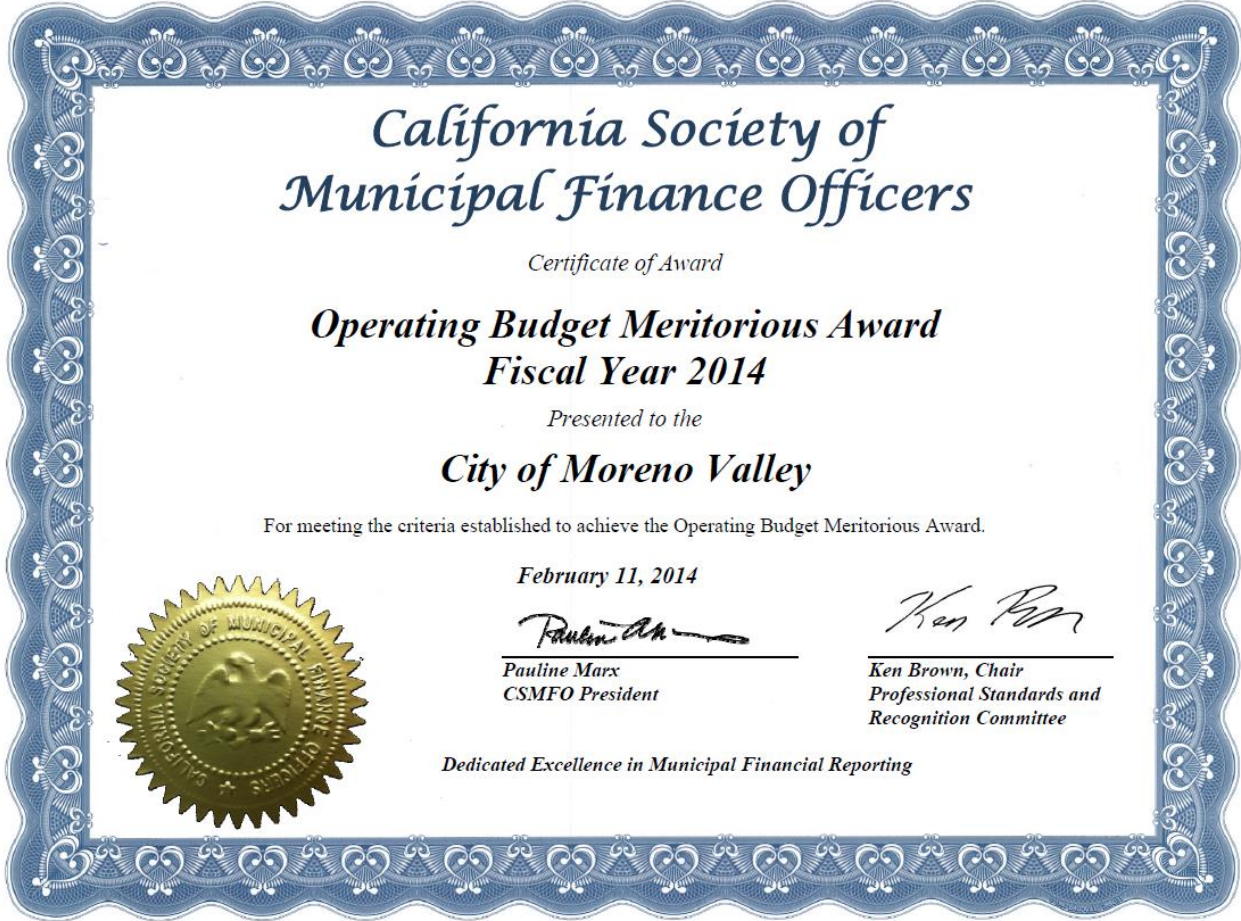 California Society of
Municipal Finance Officers
Certificate of Award
Operating Budget Meritorious Award
Fiscal Year 2014
Presented to the
City of Moreno Valley
For meeting the criteria established to achieve the Operating Budget Meritorious Award.
February 11, 2014
Pauline Marx
CSMFO President
Ken Brown, Chair
Professional Standards and
Recognition Committee
CALIFORNIA SOCIETY OF MUNICIPAL FINANCE OFFICERS
Dedicated Excellence in Municipal Financial Reporting